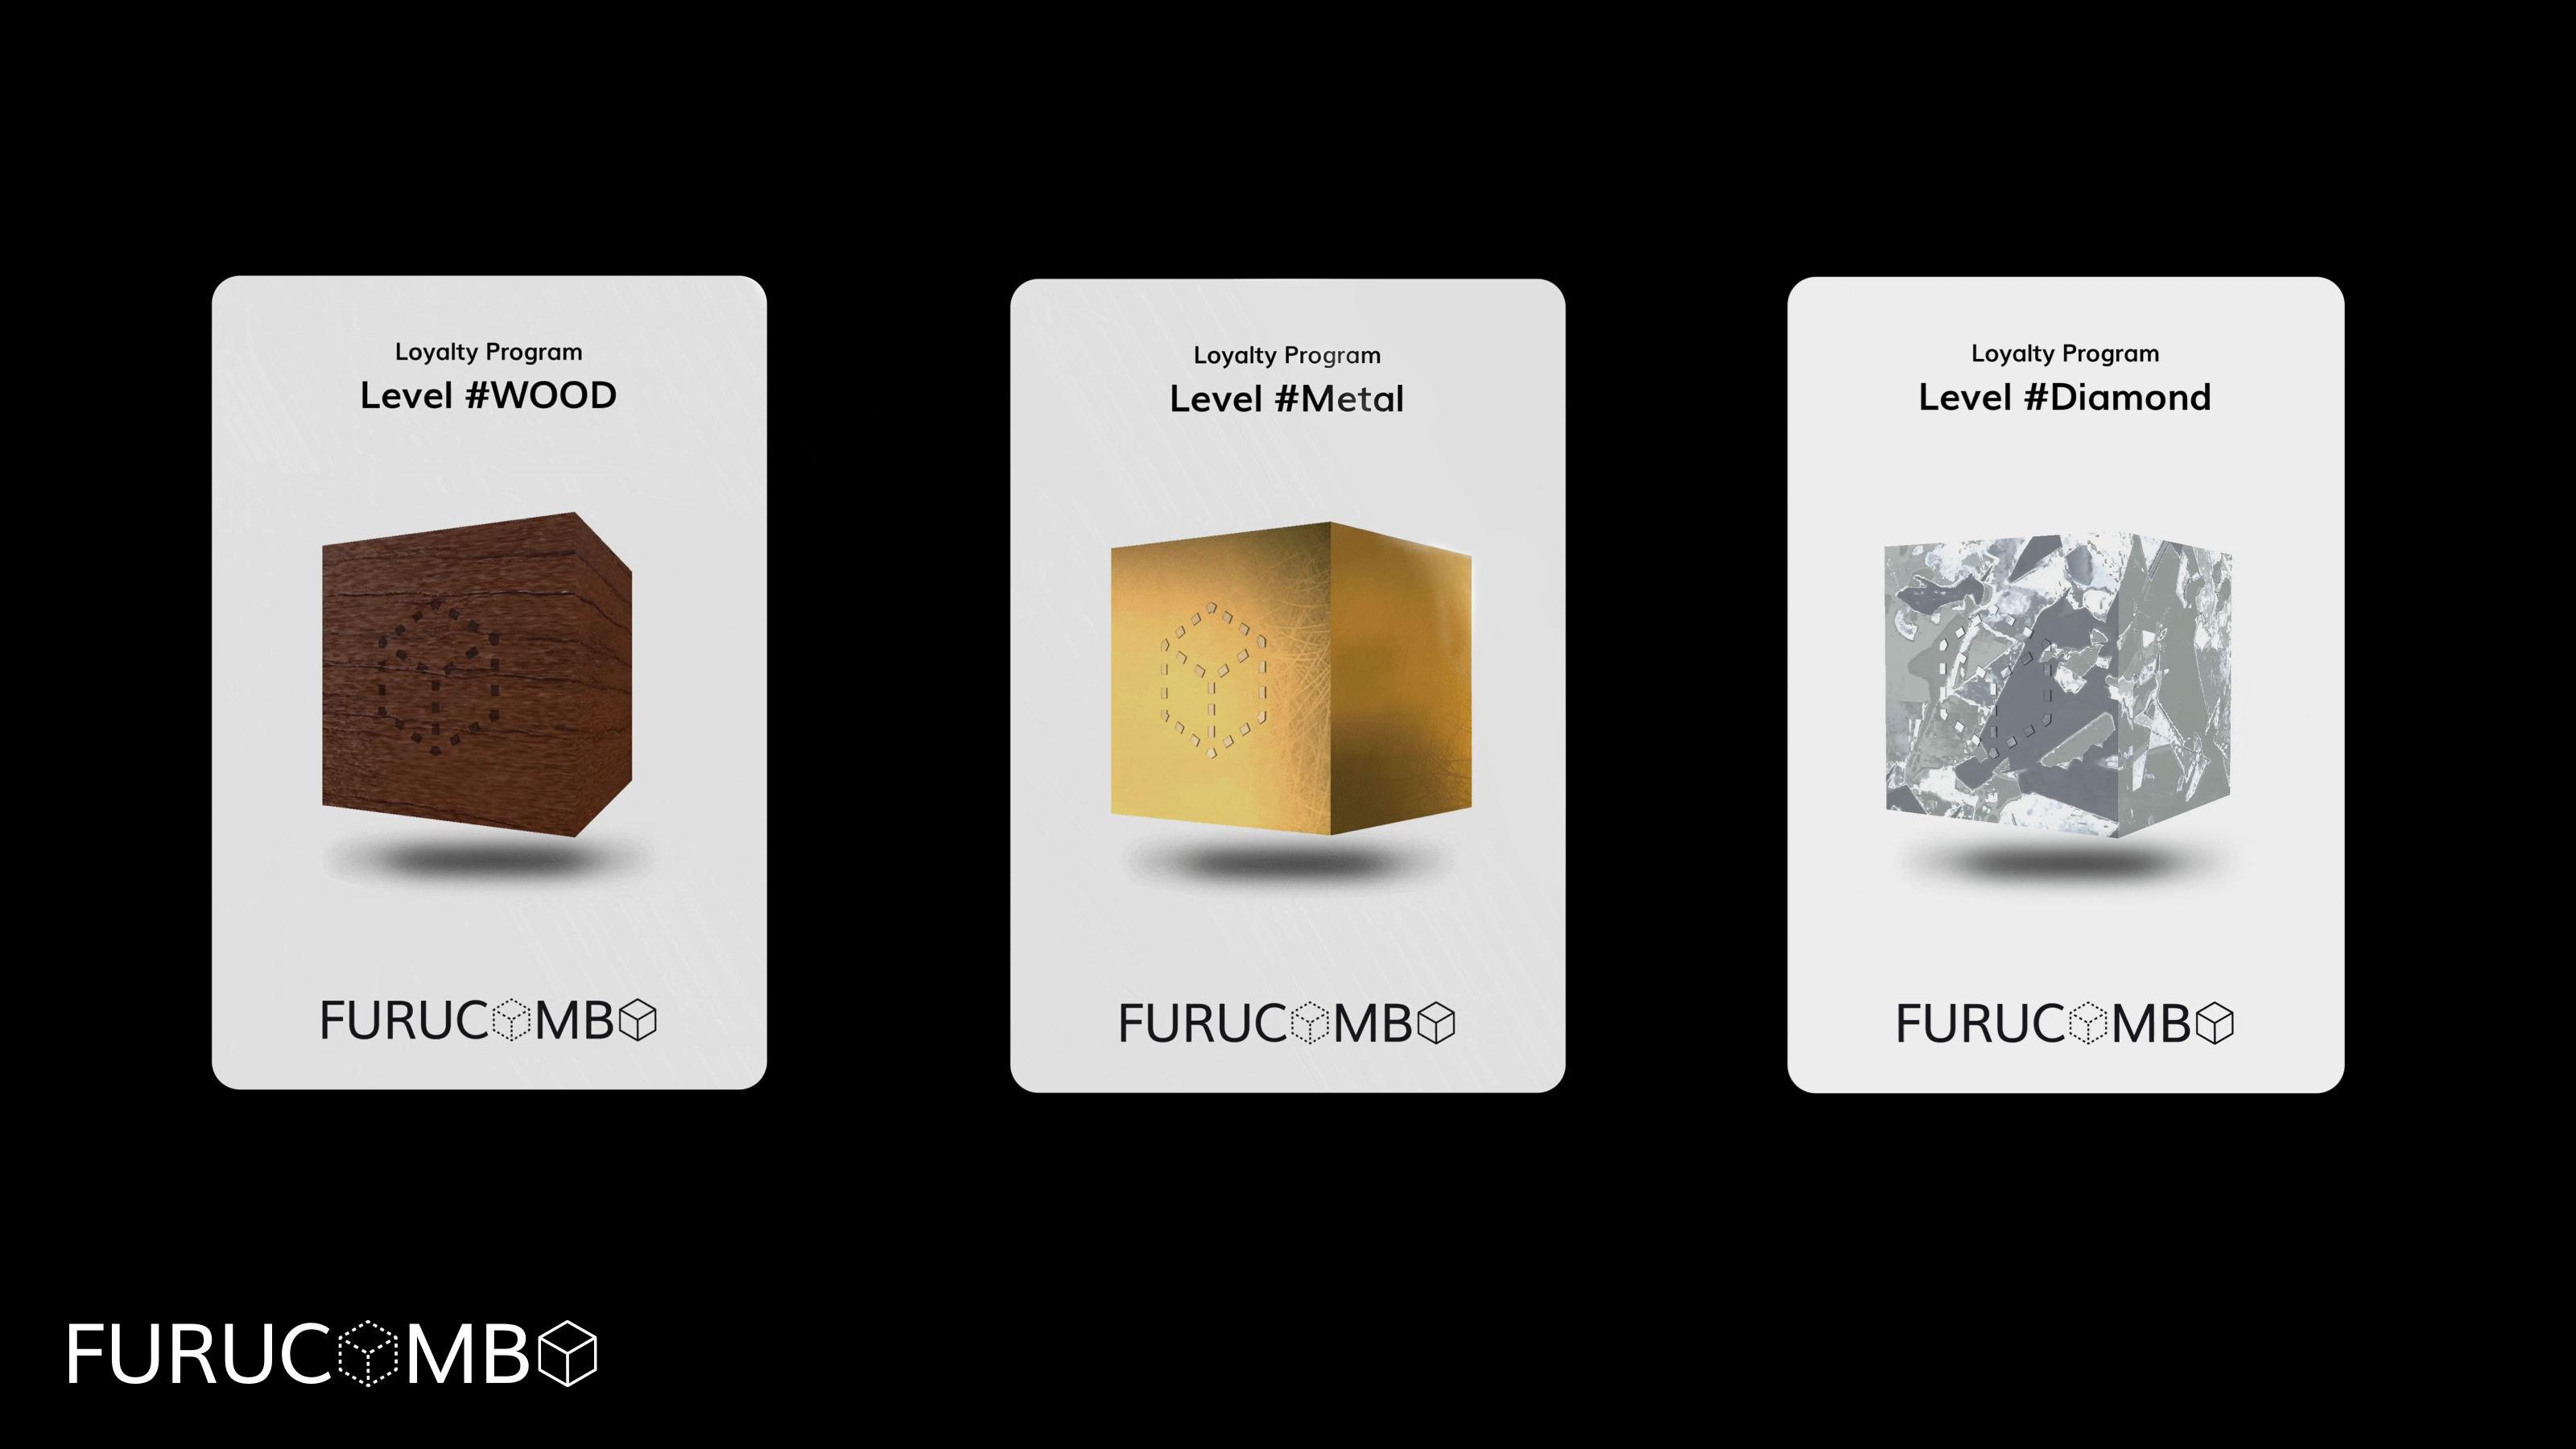 Loyalty Program
Level #WOOD
FURUCOMBO
Loyalty Program
Level #Metal
FURUCOMBO
Loyalty Program
Level #Diamond
FURUCOMBO
FURUCOMBO